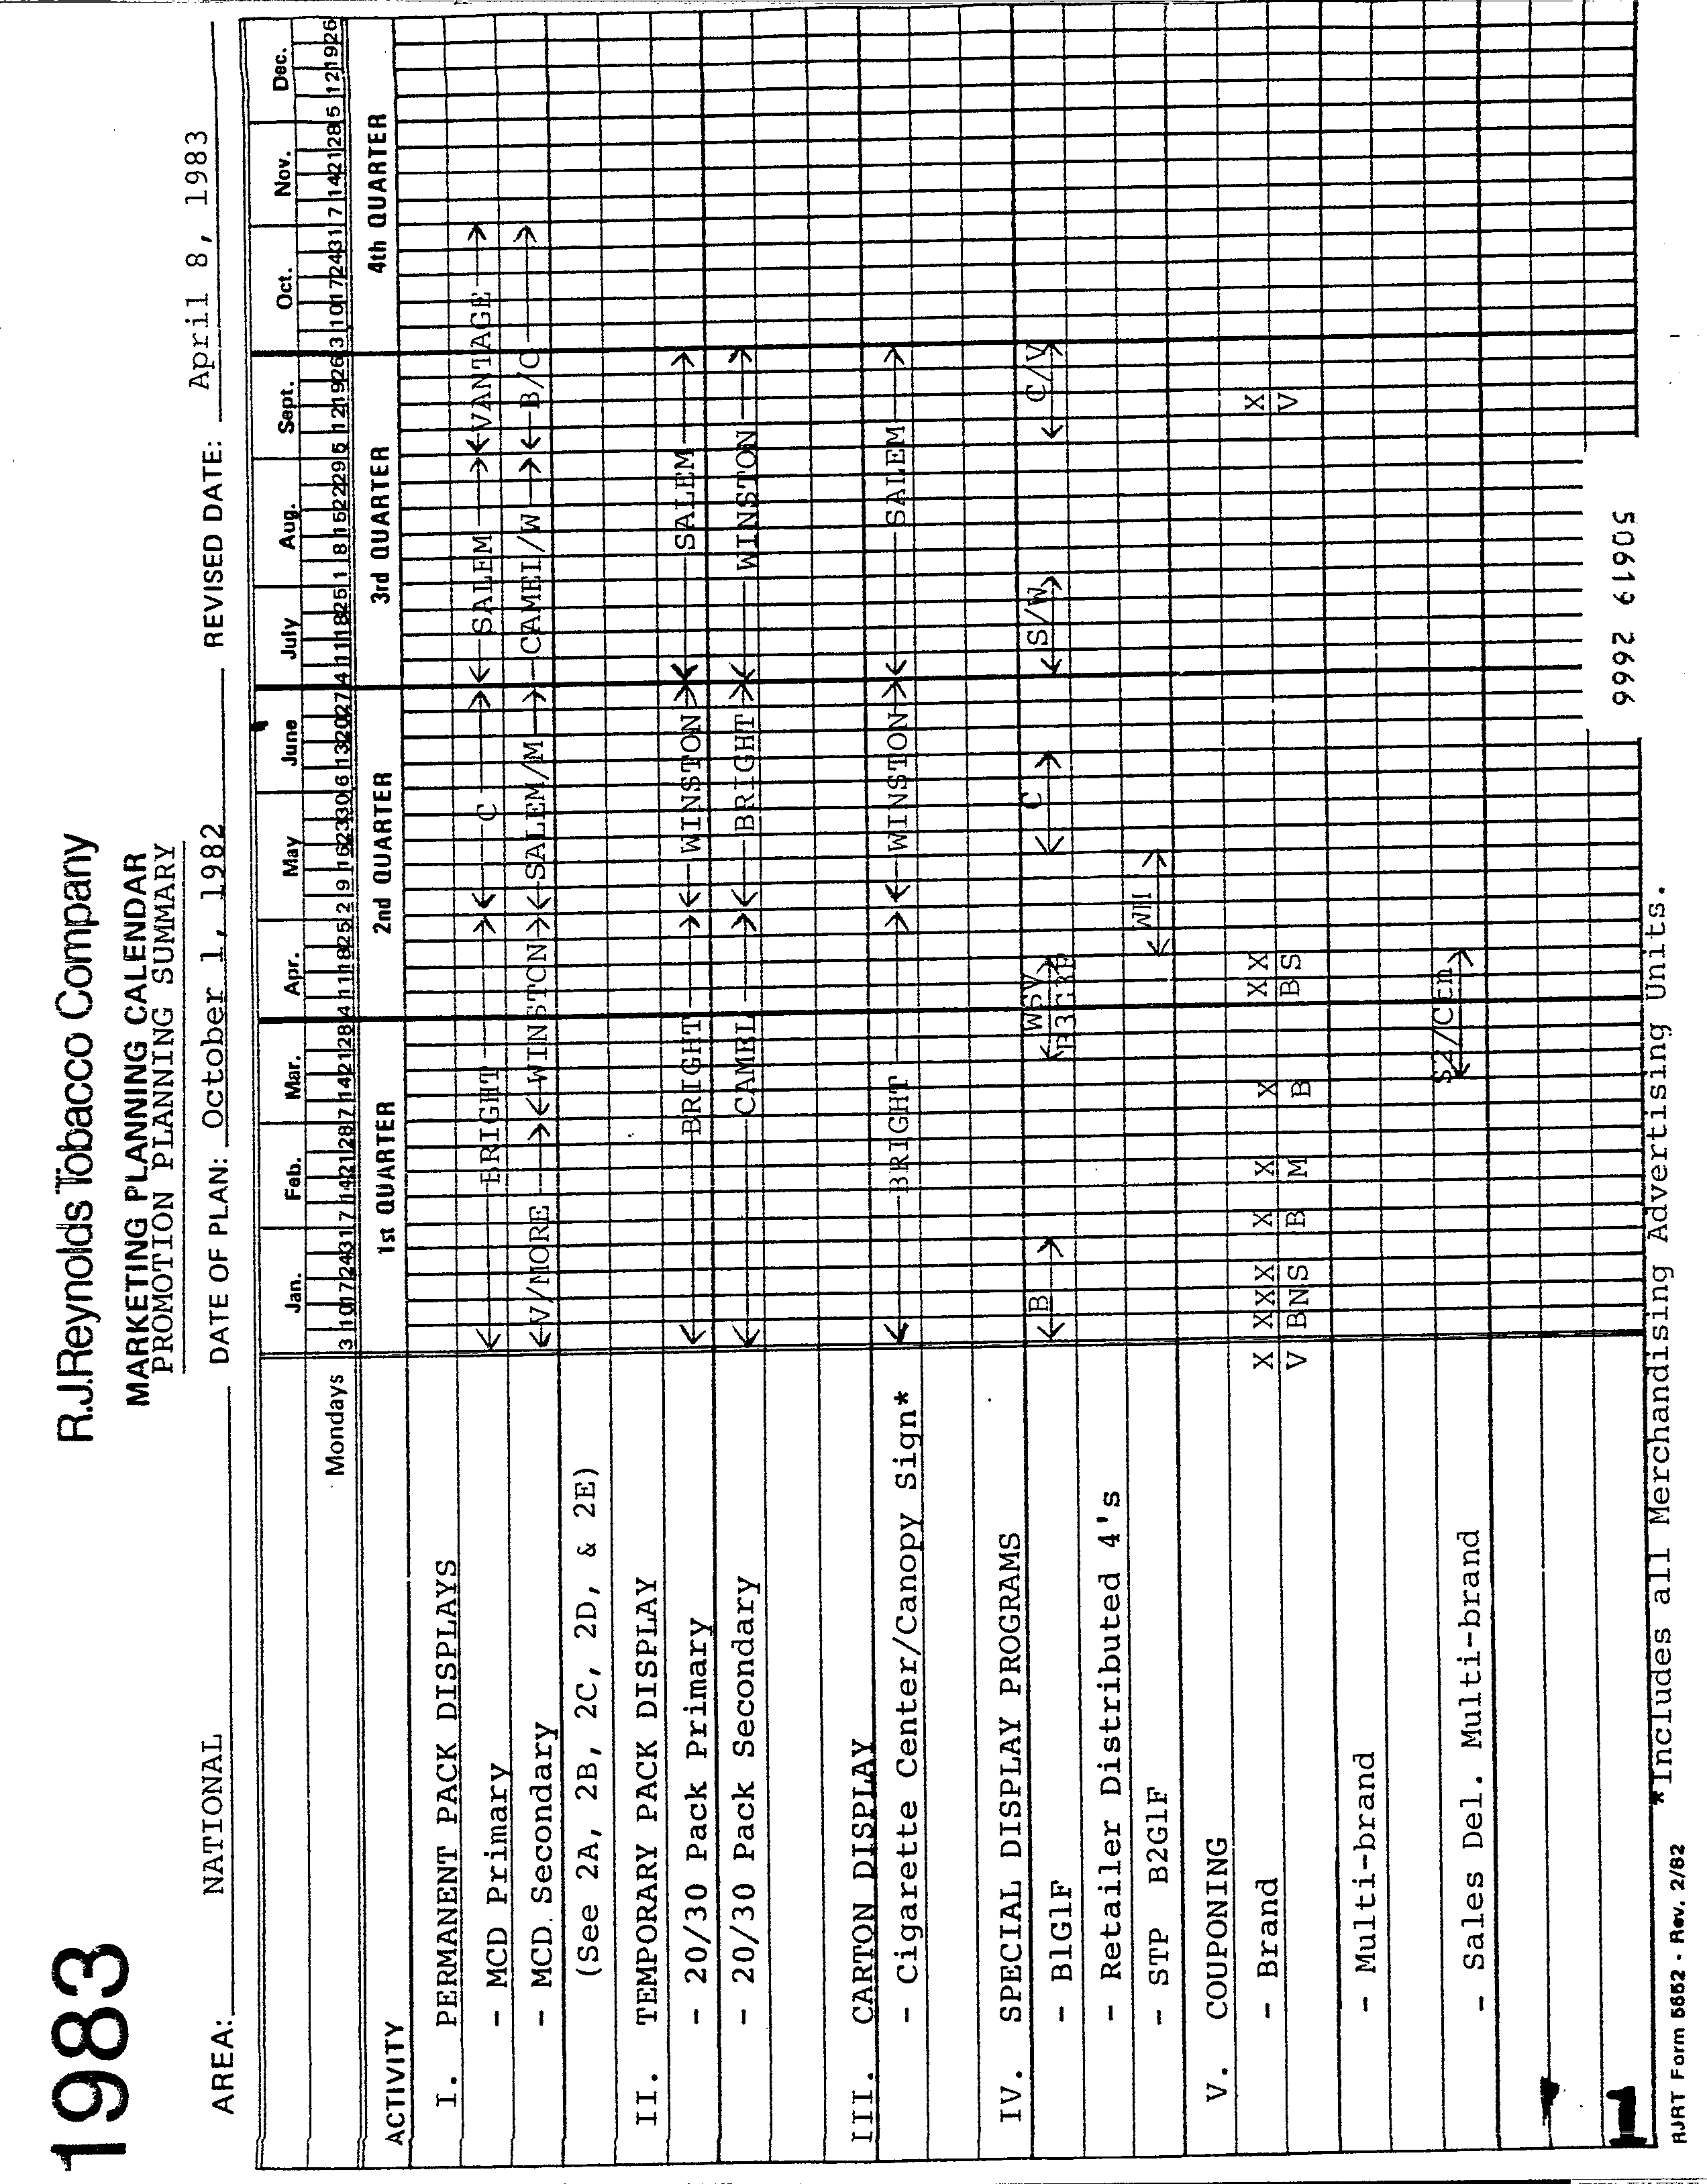 1983
R.J.Reynolds Tobacco Company
MARKETING PLANNING CALENDAR
PROMOTION PLANNING SUMMARY
AREA: NATIONAL DATE OF PLAN: October 1, 1982 REVISED DATE: April 8, 1983
Jan. Feb. Mar. Apr. May June July Aug. Sept. Oct. Nov. Dec.
Mondays 3 10 17 24 31 7 14 21 28 7 14 21 28 4 11 18 25 2 9 16 23 30 6 13 20 27 4 11 18 25 1 8 15 22 29 5 12 19 26 3 10 17 24 31 7 14 21 28 5 12 19 26
ACTIVITY 1st QUARTER 2nd QUARTER 3rd QUARTER 4th QUARTER
I. PERMANENT PACK DISPLAYS
- MCD Primary BRIGHT C SALEM VANTAGE
- MCD Secondary V/MORE WINSTON SALEM/M CAMEL/W B/C
(See 2A, 2B, 2C, 2D, & 2E)
II. TEMPORARY PACK DISPLAY
- 20/30 Pack Primary BRIGHT WINSTON SALEM
- 20/30 Pack Secondary CAMEL BRIGHT WINSTON
III. CARTON DISPLAY
- Cigarette Center/Canopy Sign* BRIGHT WINSTON SALEM
IV. SPECIAL DISPLAY PROGRAMS
- B1G1F B WSV C S/W C/V
- Retailer Distributed 4's
- STP B2G1F WH
V. COUPONING
- Brand X XXX X X X XX X
V BNS B M B BS V
- Multi-brand
- Sales Del. Multi-brand $2/Ctn
*Includes all Merchandising Advertising Units.
RJRT Form 5652 - Rev. 2/82
50619 2666